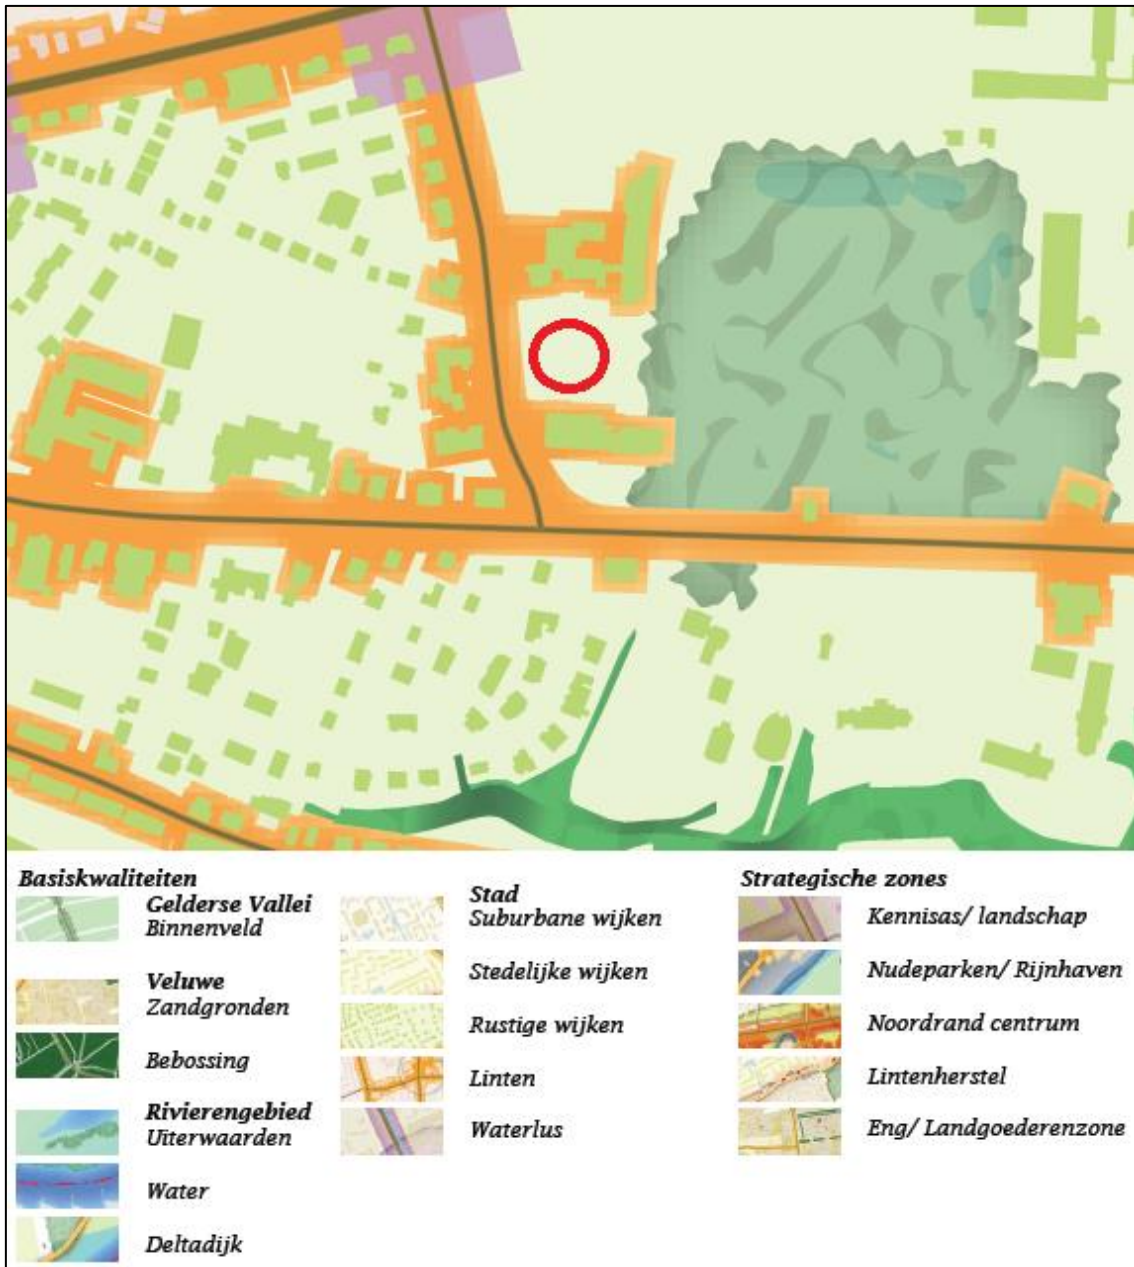 Basiskwaliteiten
Gelderse Vallei
Binnenveld
Veluwe
Zandgronden
Bebossing
Rivierengebied
Uiterwaarden
Water
Deltadijk
Stad
Suburbane wijken
Stedelijke wijken
Rustige wijken
Linten
Waterlus
Strategische zones
Kennisas/ landschap
Nudeparken/ Rijnhaven
Noordrand centrum
Lintenherstel
Eng/ Landgoederenzone